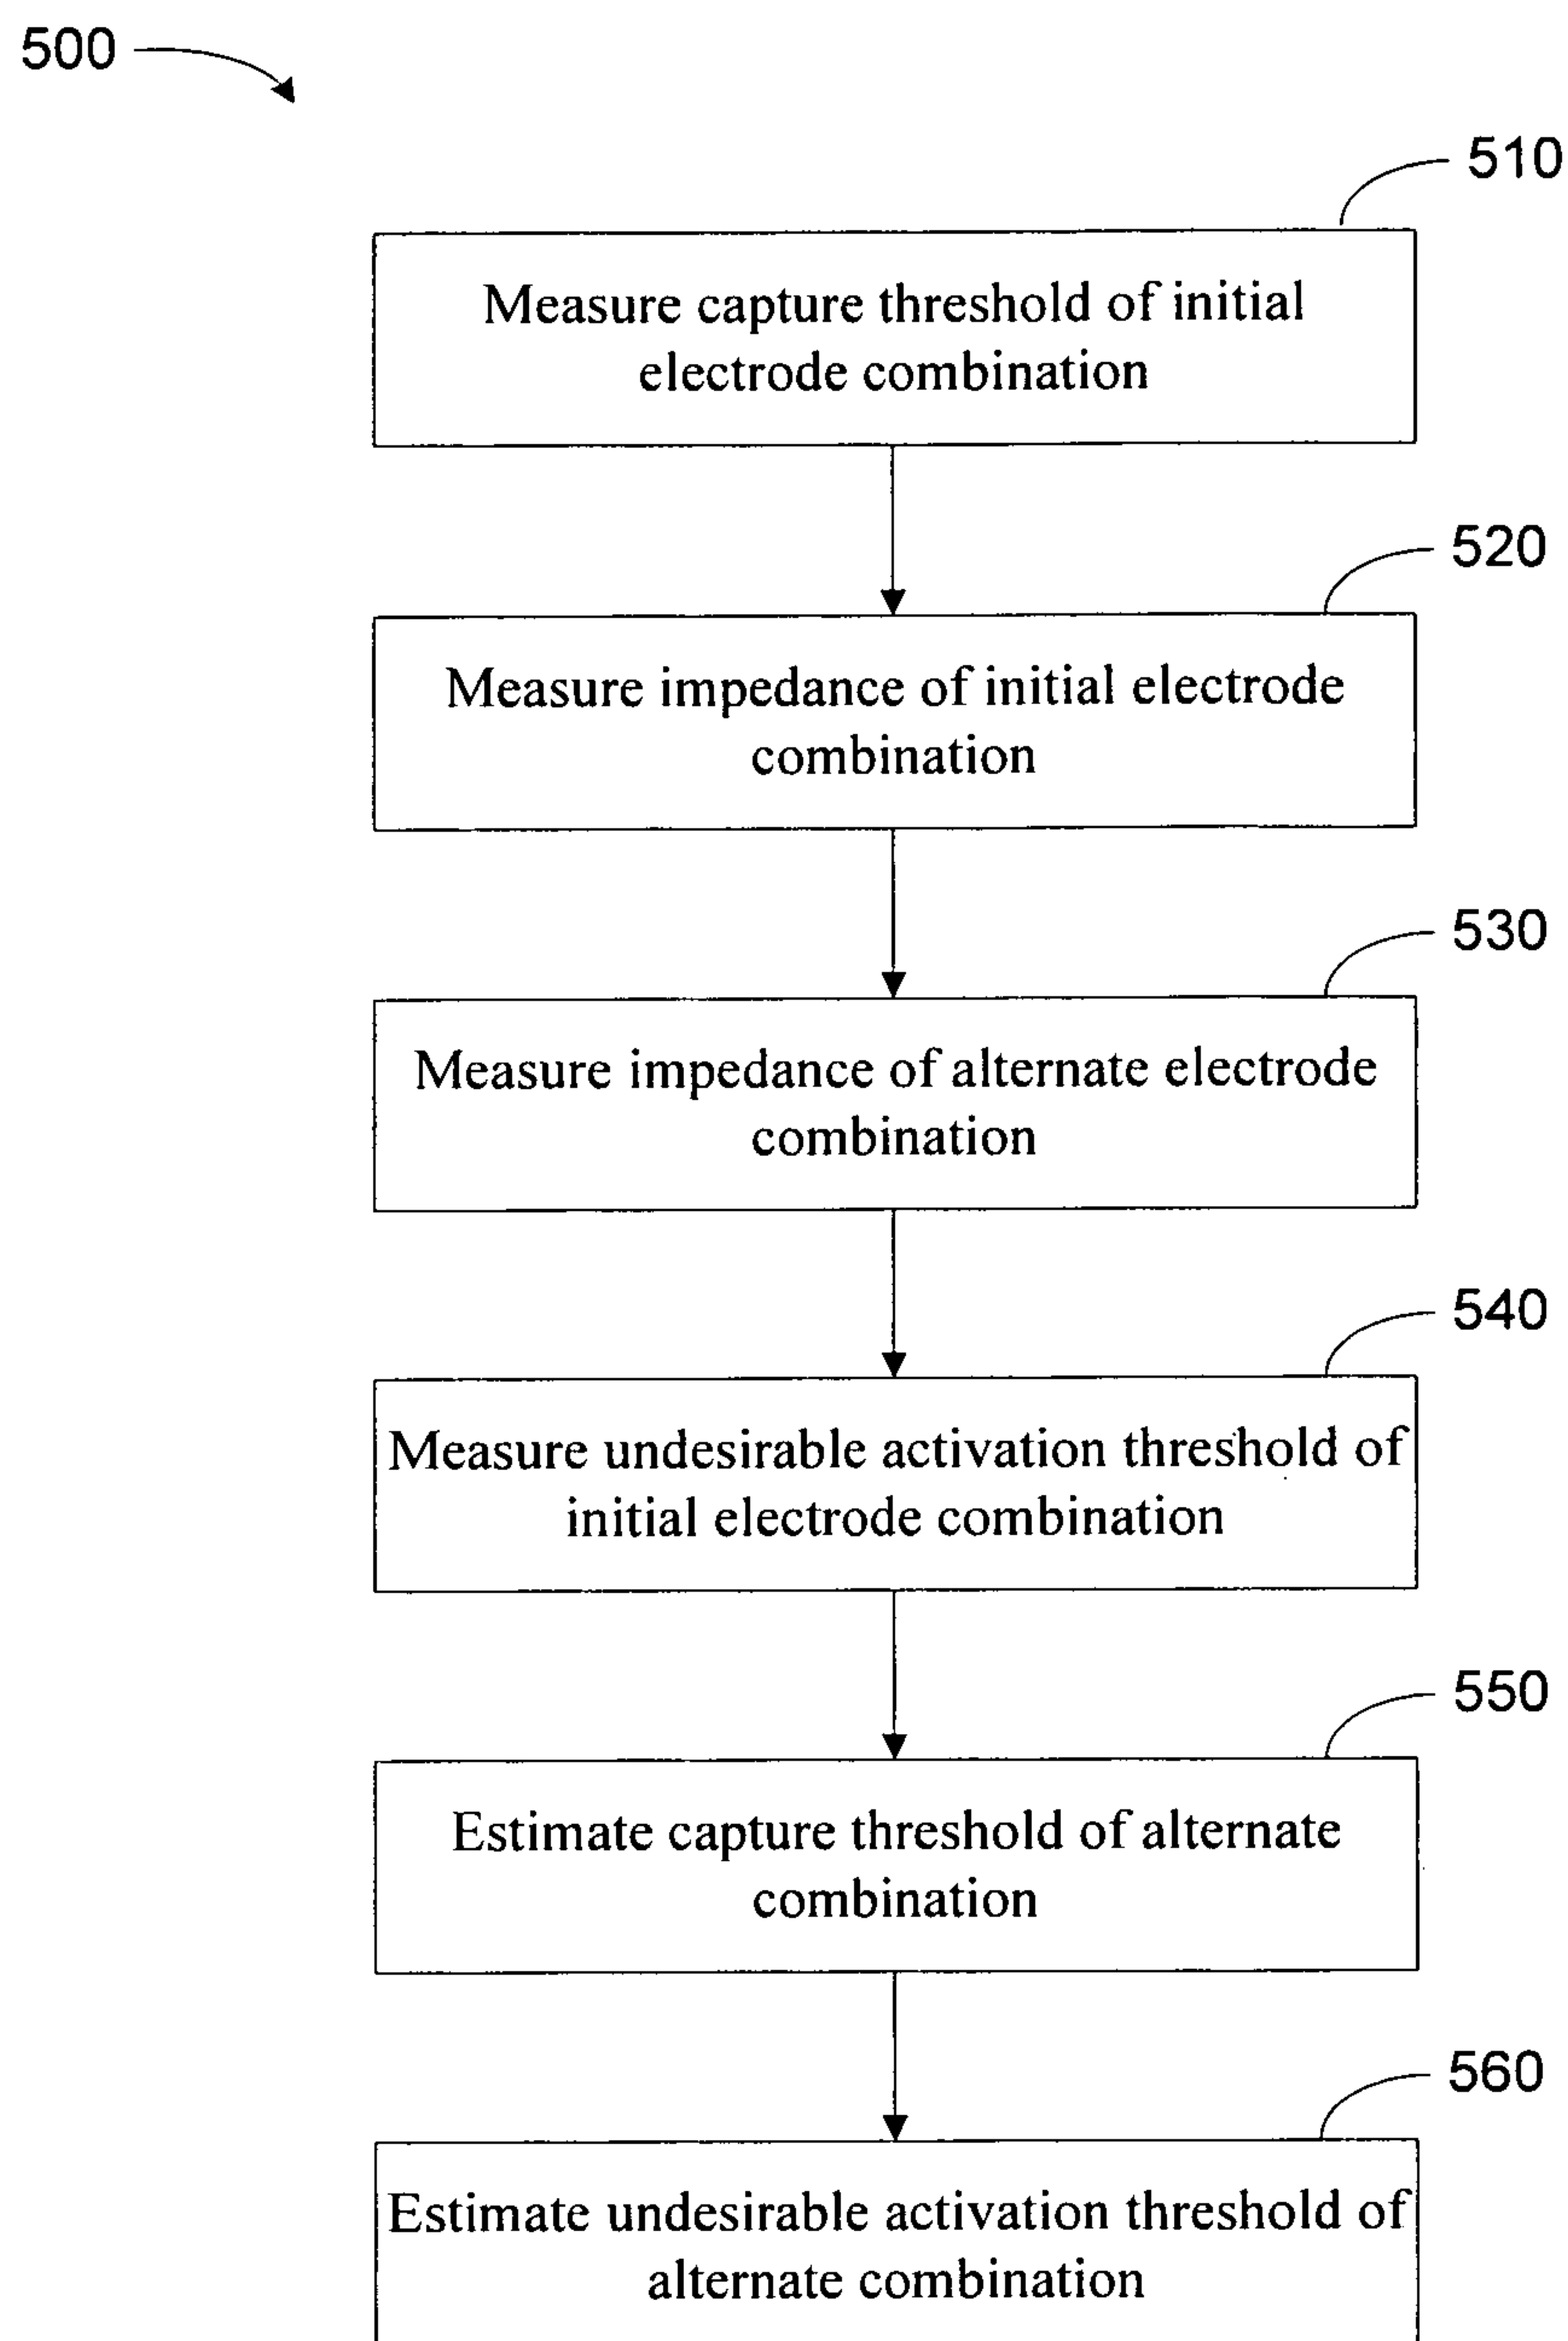 500
510
Measure capture threshold of initial
electrode combination
520
Measure impedance of initial electrode
combination
530
Measure impedance of alternate electrode
combination
540
Measure undesirable activation threshold of
initial electrode combination
550
Estimate capture threshold of alternate
combination
560
Estimate undesirable activation threshold of
alternate combination